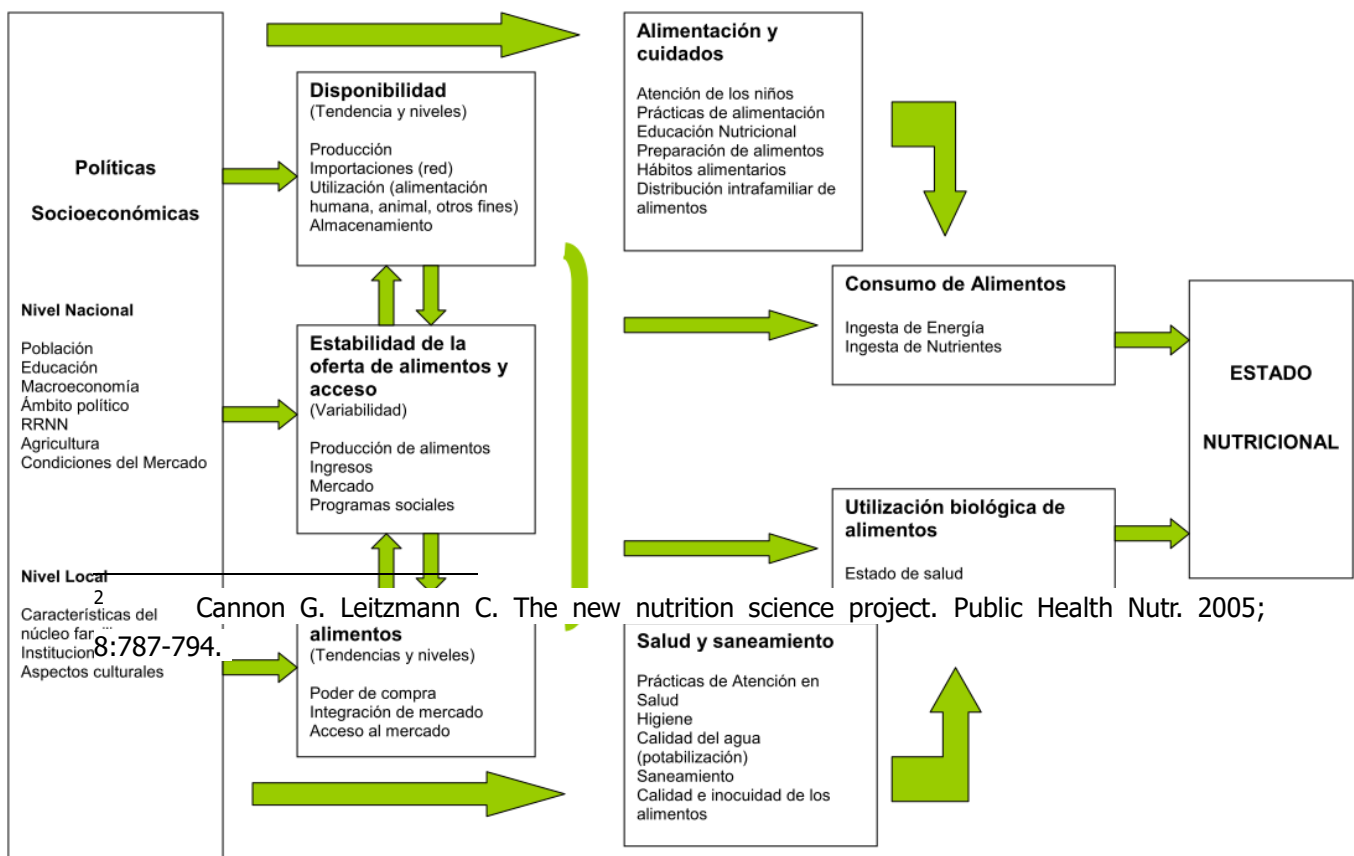 Políticas
Socioeconómicas
Nivel Nacional
Población
Educación
Macroeconomía
Ámbito político
RRNN
Agricultura
Condiciones del Mercado
Nivel Local
Características del
núcleo
Aspectos culturales
Disponibilidad
(Tendencia y niveles)
Producción
Importaciones (red)
Utilización (alimentación
humana, animal, otros fines)
Almacenamiento
Estabilidad de la
oferta de alimentos y
acceso
(Variabilidad)
Producción de alimentos
Ingresos
Mercado
Programas sociales
alimentos
(Tendencias y niveles)
Poder de compra
Integración de mercado
Acceso al mercado
Alimentación y
cuidados
Atención de los niños
Prácticas de alimentación
Educación Nutricional
Preparación de alimentos
Hábitos alimentarios
Distribución intrafamiliar de
alimentos
Consumo de Alimentos
Ingesta de Energía
Ingesta de Nutrientes
Utilización biológica de
alimentos
Estado de salud
Salud y saneamiento
Prácticas de Atención en
Salud
Higiene
Calidad del agua
(potabilización)
Saneamiento
Calidad e inocuidad de los
alimentos
ESTADO
NUTRICIONAL
2 Cannon G. Leitzmann C. The new nutrition science project. Public Health Nutr. 2005;
8:787-794.